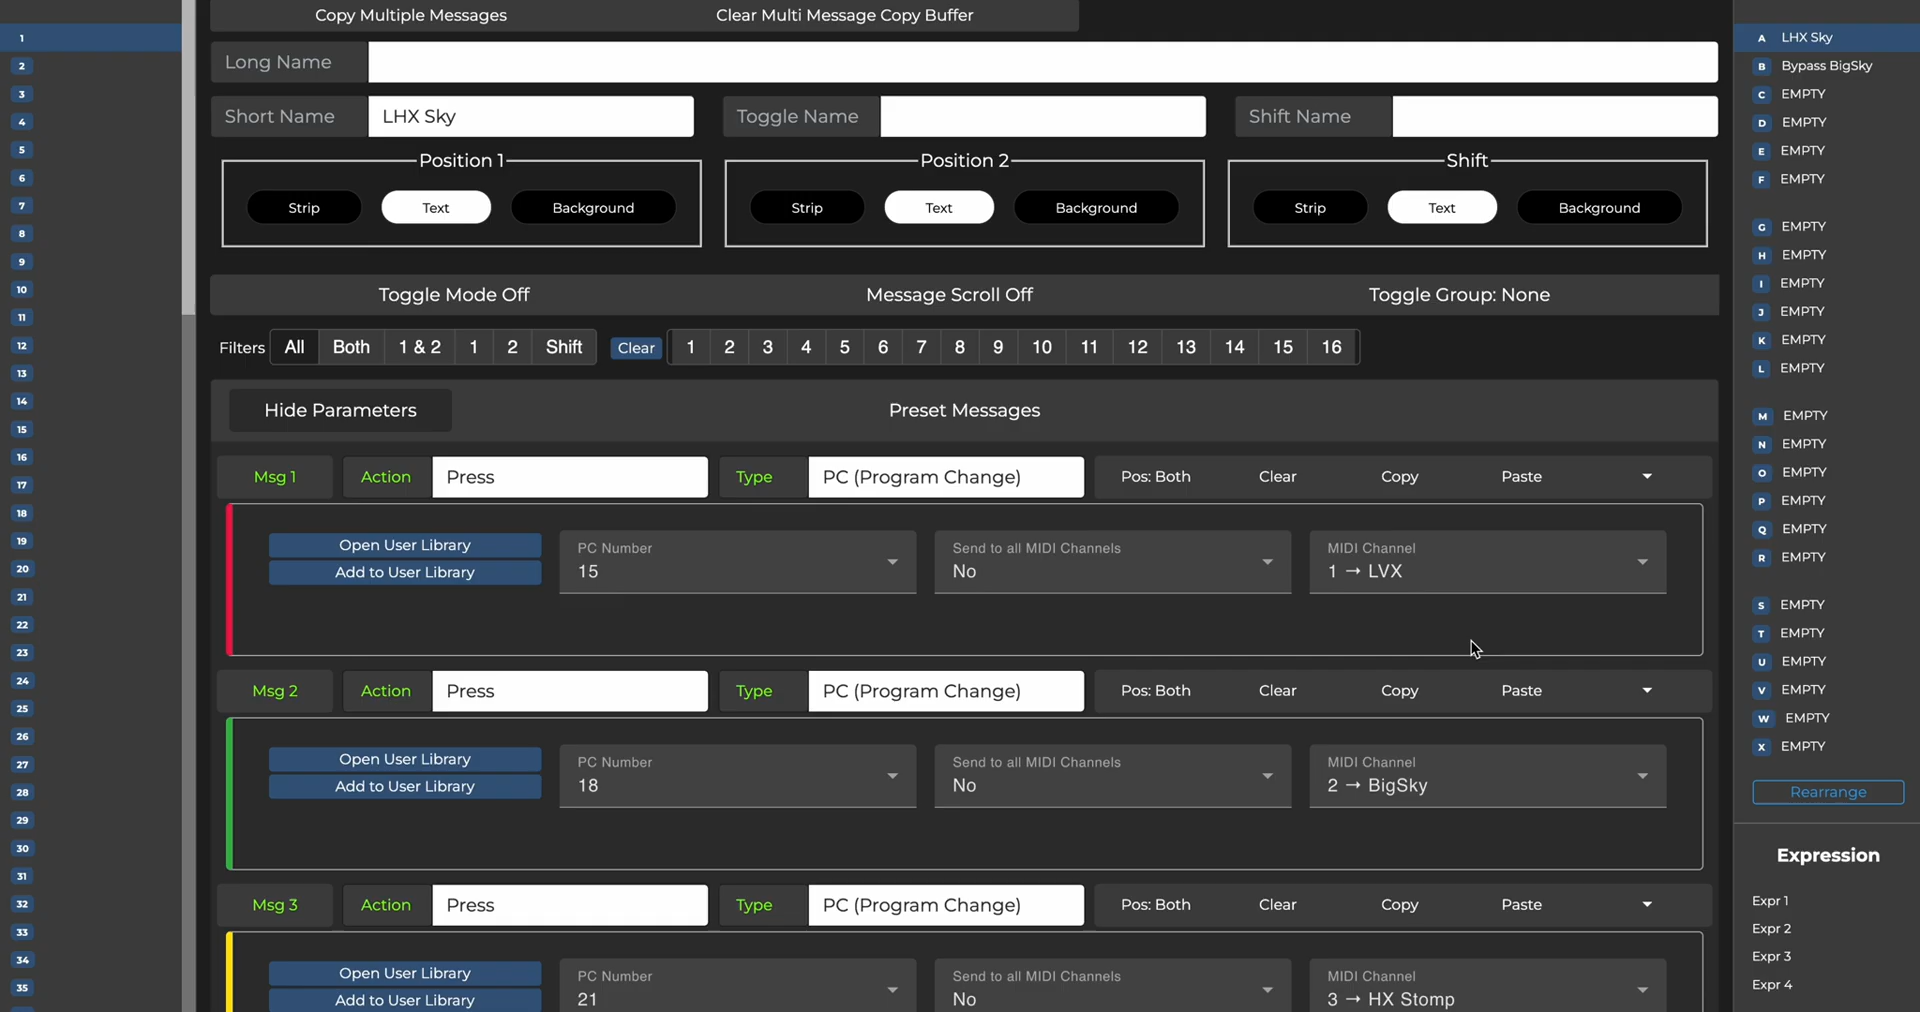 Copy Multiple Messages Clear Multi Message Copy Buffer
Long Name
Short Name LHX Sky Toggle Name Shift Name
Position 1 Position 2 Shift
Strip Text Background Strip Text Background Strip Text Background
Toggle Mode Off Message Scroll Off Toggle Group: None
Filters All Both 1 & 2 1 2 Shift Clear 1 2 3 4 5 6 7 8 9 10 11 12 13 14 15 16
Hide Parameters Preset Messages
Msg 1 Action Press Type PC (Program Change) Pos: Both Clear Copy Paste
Open User Library
Add to User Library
PC Number
15
Send to all MIDI Channels
No
MIDI Channel
1 → LVX
Msg 2 Action Press Type PC (Program Change) Pos: Both Clear Copy Paste
Open User Library
Add to User Library
PC Number
18
Send to all MIDI Channels
No
MIDI Channel
2 → BigSky
Msg 3 Action Press Type PC (Program Change) Pos: Both Clear Copy Paste
Open User Library
Add to User Library
PC Number
21
Send to all MIDI Channels
No
MIDI Channel
3 → HX Stomp
1
2
3
4
5
6
7
8
9
10
11
12
13
14
15
16
17
18
19
20
21
22
23
24
25
26
27
28
29
30
31
32
33
34
35
A LHX Sky
B Bypass BigSky
C EMPTY
D EMPTY
E EMPTY
F EMPTY
G EMPTY
H EMPTY
I EMPTY
J EMPTY
K EMPTY
L EMPTY
M EMPTY
N EMPTY
O EMPTY
P EMPTY
Q EMPTY
R EMPTY
S EMPTY
T EMPTY
U EMPTY
V EMPTY
W EMPTY
X EMPTY
Rearrange
Expression
Expr 1
Expr 2
Expr 3
Expr 4